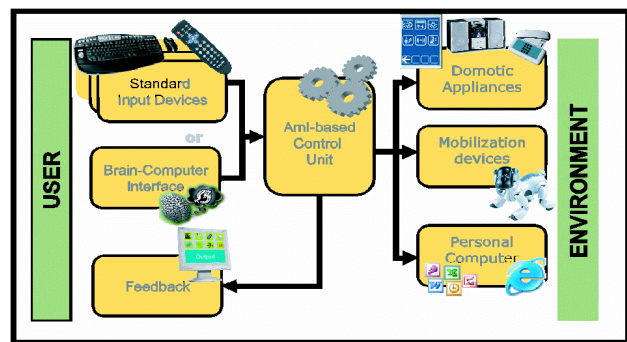 USER
Standard
Input Devices
or
Brain-Computer
Interface
Output
Feedback
AmI-based
Control
Unit
Domotic
Appliances
Mobilization
devices
Personal
Computer
ENVIRONMENT